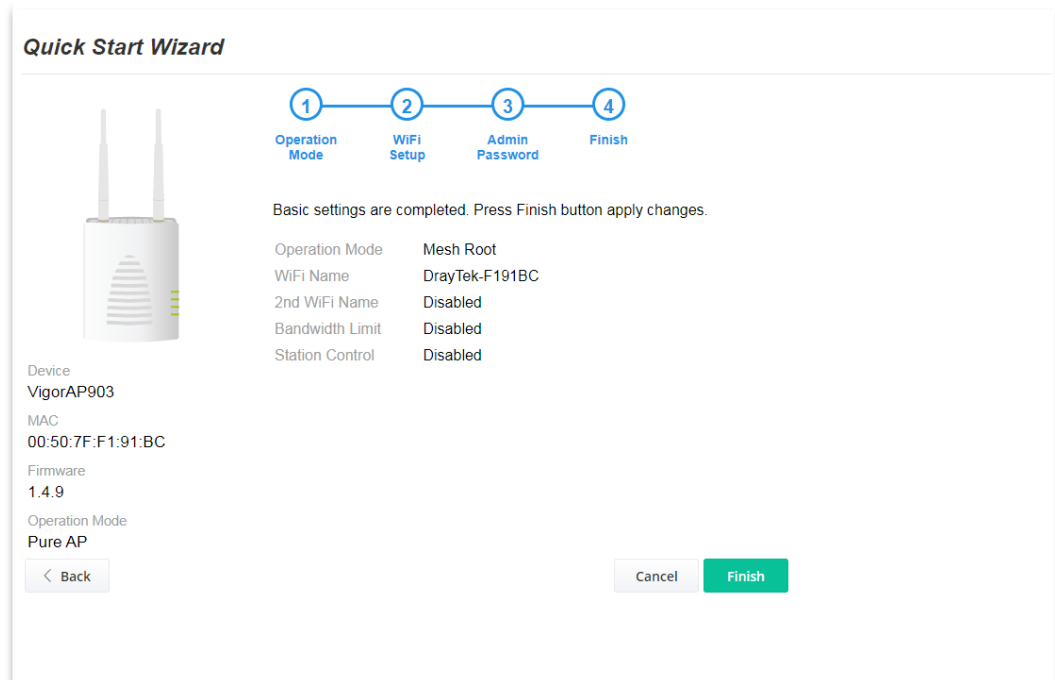 Quick Start Wizard
1
2
3
4
Operation
Mode
WiFi
Setup
Admin
Password
Finish
Basic settings are completed. Press Finish button apply changes.
Operation Mode Mesh Root
WiFi Name DrayTek-F191BC
2nd WiFi Name Disabled
Bandwidth Limit Disabled
Station Control Disabled
Device
VigorAP903
MAC
00:50:7F:F1:91:BC
Firmware
1.4.9
Operation Mode
Pure AP
Back
Cancel
Finish